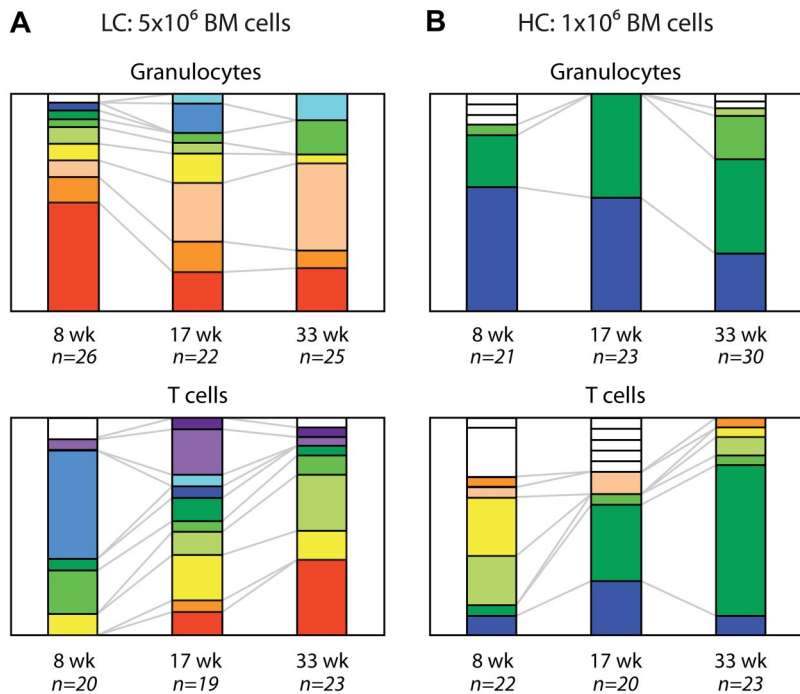 A LC: 5x10⁶ BM cells
Granulocytes
8 wk 17 wk 33 wk
n=26 n=22 n=25
T cells
8 wk 17 wk 33 wk
n=20 n=19 n=23
B HC: 1x10⁶ BM cells
Granulocytes
8 wk 17 wk 33 wk
n=21 n=23 n=30
T cells
8 wk 17 wk 33 wk
n=22 n=20 n=23